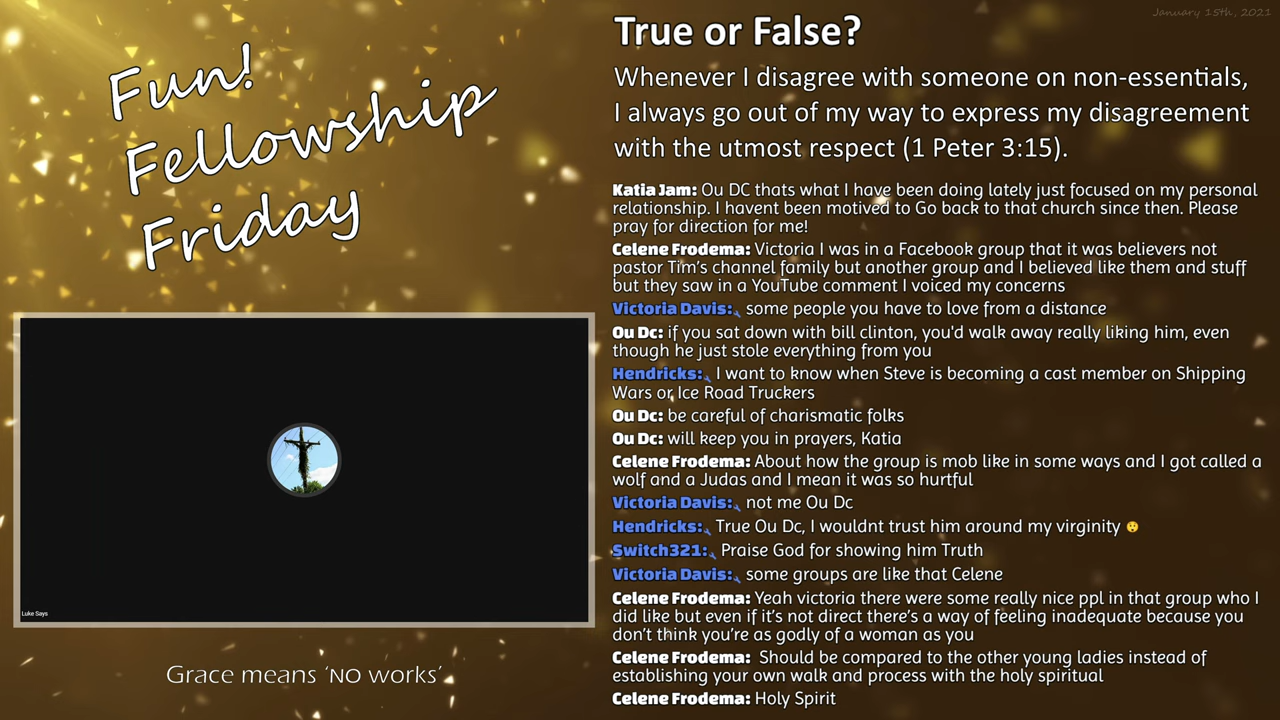 January 15th, 2021
Fun!
Fellowship
Friday
True or False?
Whenever I disagree with someone on non-essentials,
I always go out of my way to express my disagreement
with the utmost respect (1 Peter 3:15).
Katia Jam: Ou DC thats what I have been doing lately just focused on my personal
relationship. I havent been motived to Go back to that church since then. Please
pray for direction for me!
Celene Frodema: Victoria I was in a Facebook group that it was believers not
pastor Tim's channel family but another group and I believed like them and stuff
but they saw in a YouTube comment I voiced my concerns
Victoria Davis: some people you have to love from a distance
Ou Dc: if you sat down with bill clinton, you'd walk away really liking him, even
though he just stole everything from you
Hendricks: I want to know when Steve is becoming a cast member on Shipping
Wars or Ice Road Truckers
Ou Dc: be careful of charismatic folks
Ou Dc: will keep you in prayers, Katia
Celene Frodema: About how the group is mob like in some ways and I got called a
wolf and a Judas and I mean it was so hurtful
Victoria Davis: not me Ou Dc
Hendricks: True Ou Dc, I wouldnt trust him around my virginity 😲
Switch321: Praise God for showing him Truth
Victoria Davis: some groups are like that Celene
Celene Frodema: Yeah victoria there were some really nice ppl in that group who I
did like but even if it's not direct there's a way of feeling inadequate because you
don't think you're as godly of a woman as you
Celene Frodema: Should be compared to the other young ladies instead of
establishing your own walk and process with the holy spiritual
Celene Frodema: Holy Spirit
Luke Says
Grace means 'NO works'